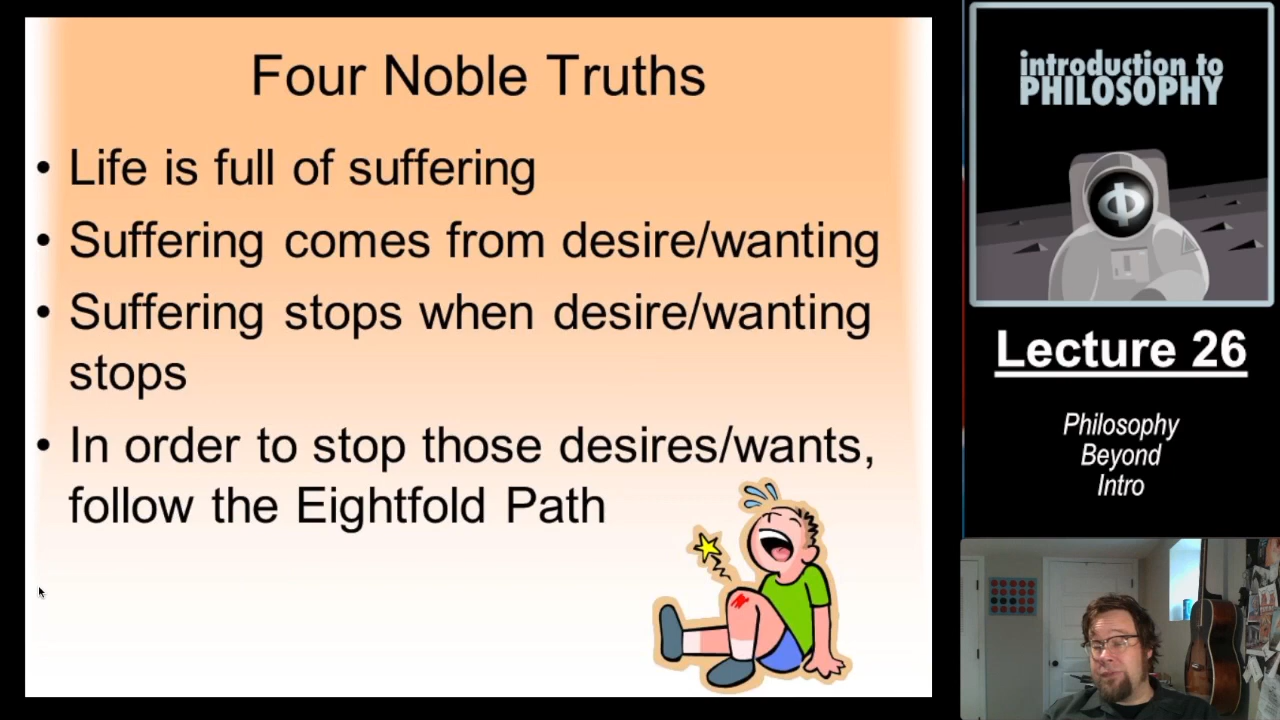 Four Noble Truths
• Life is full of suffering
• Suffering comes from desire/wanting
• Suffering stops when desire/wanting
stops
• In order to stop those desires/wants,
follow the Eightfold Path
introduction to
PHILOSOPHY
Φ
Lecture 26
Philosophy
Beyond
Intro